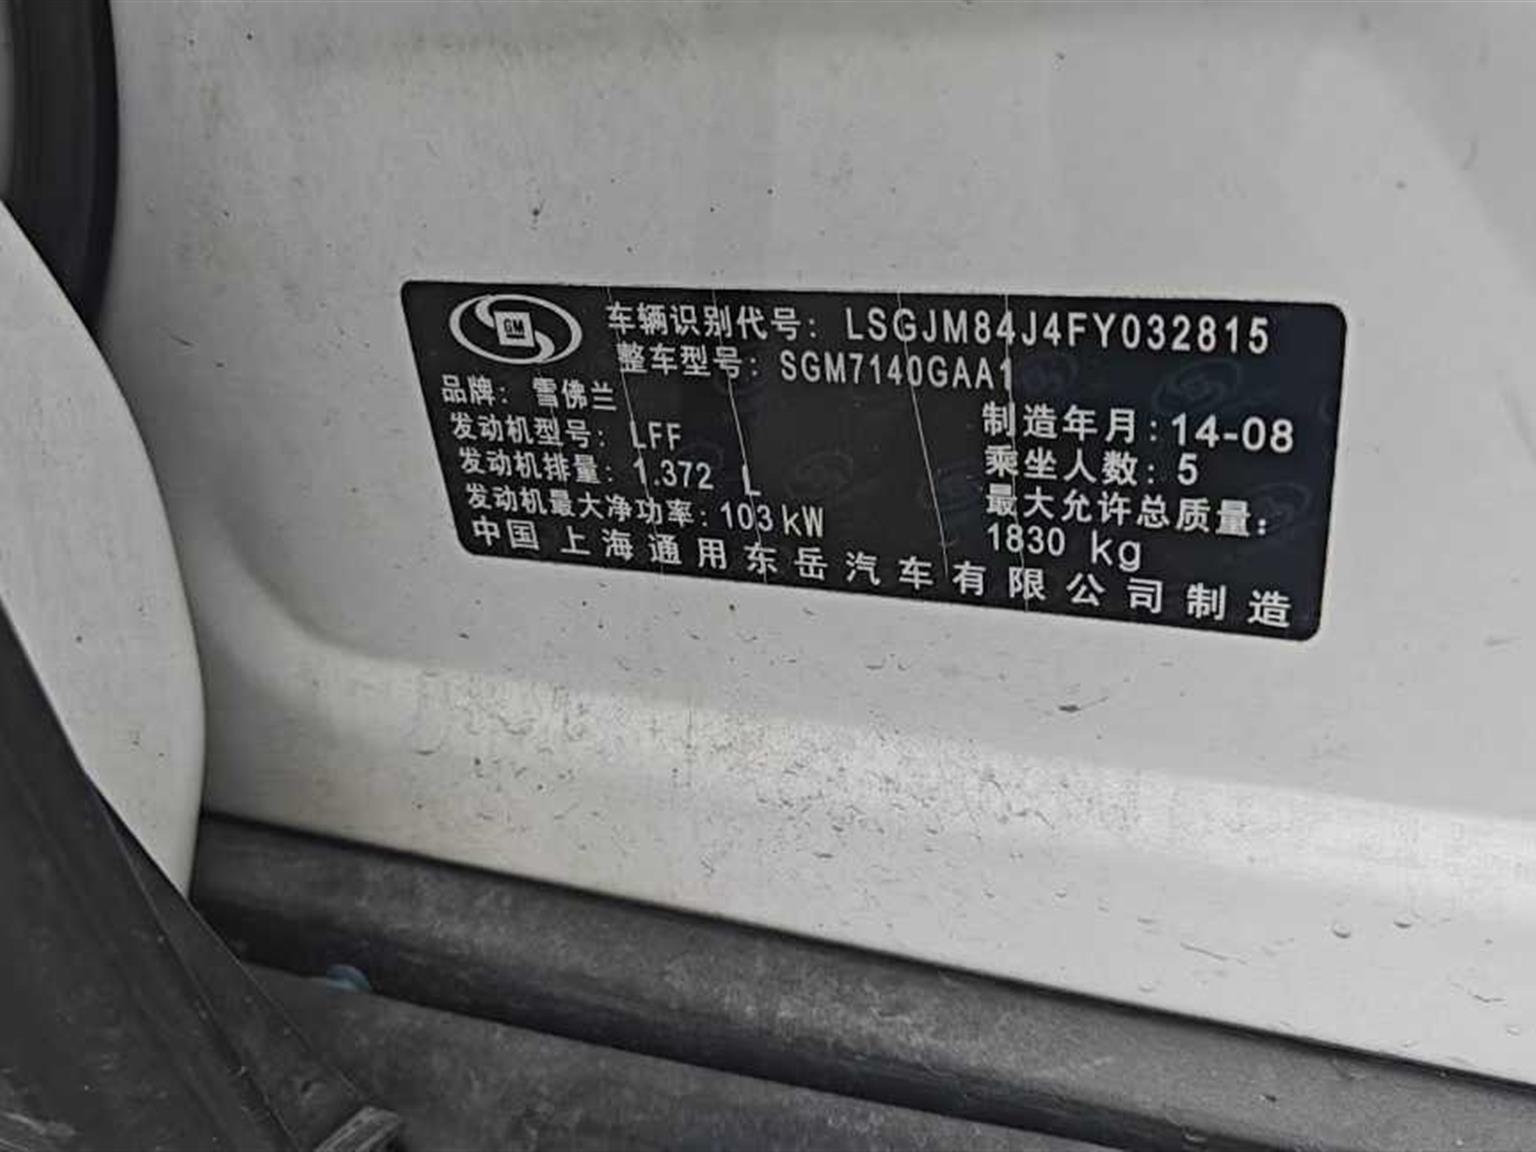 GM
车辆识别代号：LSGJM84J4FY032815
整车型号：SGM7140GAA1
品牌：雪佛兰
发动机型号：LFF
发动机排量：1.372 L
发动机最大净功率：103kW
制造年月：14-08
乘坐人数：5
最大允许总质量：
1830 kg
中国 上海通用东岳汽车有限公司制造